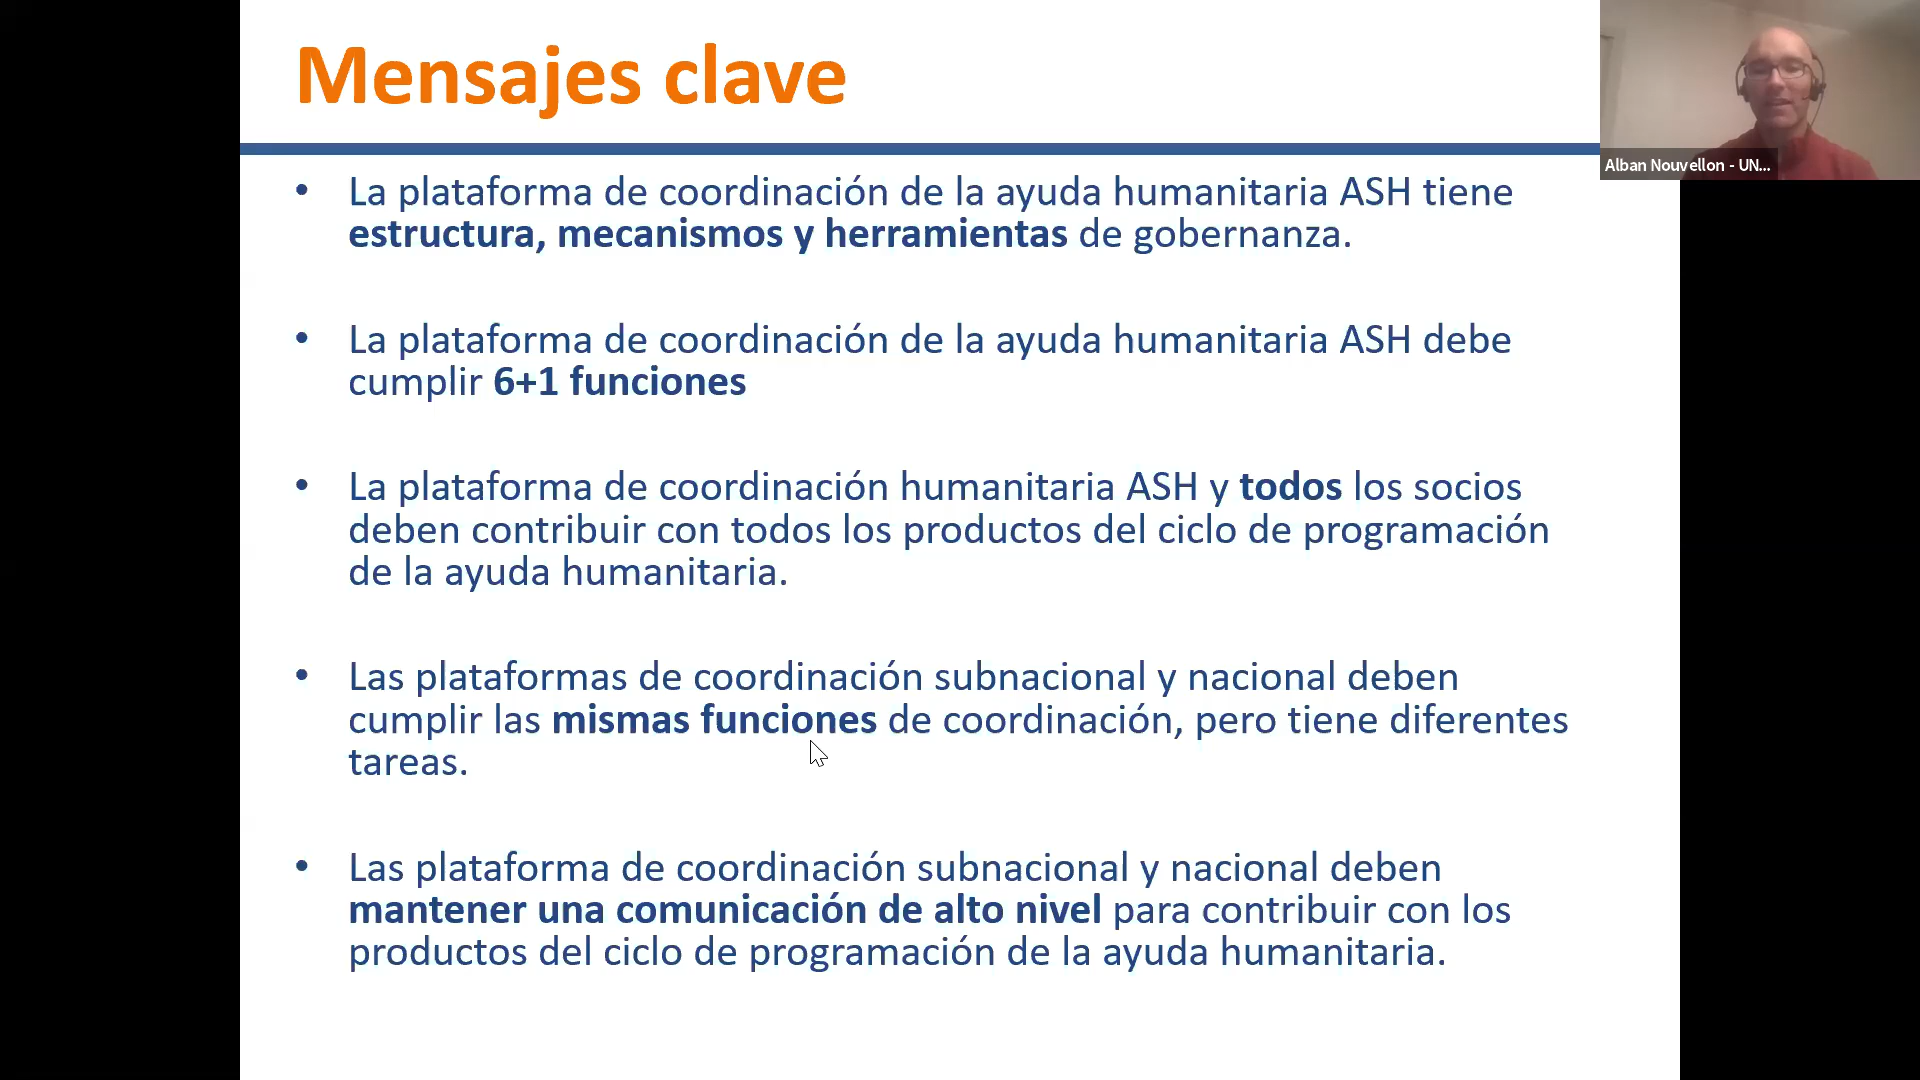 Mensajes clave
Alban Nouvellon - UN...
• La plataforma de coordinación de la ayuda humanitaria ASH tiene
estructura, mecanismos y herramientas de gobernanza.
• La plataforma de coordinación de la ayuda humanitaria ASH debe
cumplir 6+1 funciones
• La plataforma de coordinación humanitaria ASH y todos los socios
deben contribuir con todos los productos del ciclo de programación
de la ayuda humanitaria.
• Las plataformas de coordinación subnacional y nacional deben
cumplir las mismas funciones de coordinación, pero tiene diferentes
tareas.
• Las plataforma de coordinación subnacional y nacional deben
mantener una comunicación de alto nivel para contribuir con los
productos del ciclo de programación de la ayuda humanitaria.